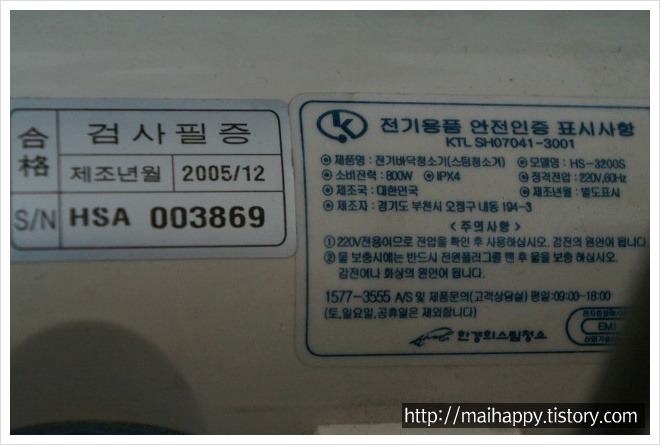 合格
검사필증
제조년월 2005/12
S/N HSA 003869
전기용품 안전인증 표시사항
KTL SH07041-3001
제품명 : 전기바닥청소기(스팀청소기) 모델명 : HS-3200S
소비전력 : 800W IPX4 정격전압 : 220V,60Hz
제조국 : 대한민국 제조년월 : 별도표시
제조자 : 경기도 부천시 오정구 내동 194-3
<주의사항>
①220V전용이므로 전압을 확인 후 사용하십시오. 감전의 원인이 됩니다
②물 보충시에는 반드시 전원플러그를 뺀 후 물을 보충 하십시오.
감전이나 화상의 원인이 됩니다.
1577-3555 A/S 및 제품문의(고객상담실) 평일:09:00-18:00
(토,일요일,공휴일은 제외합니다)
한경희스팀청소
EMI
http://maihappy.tistory.com